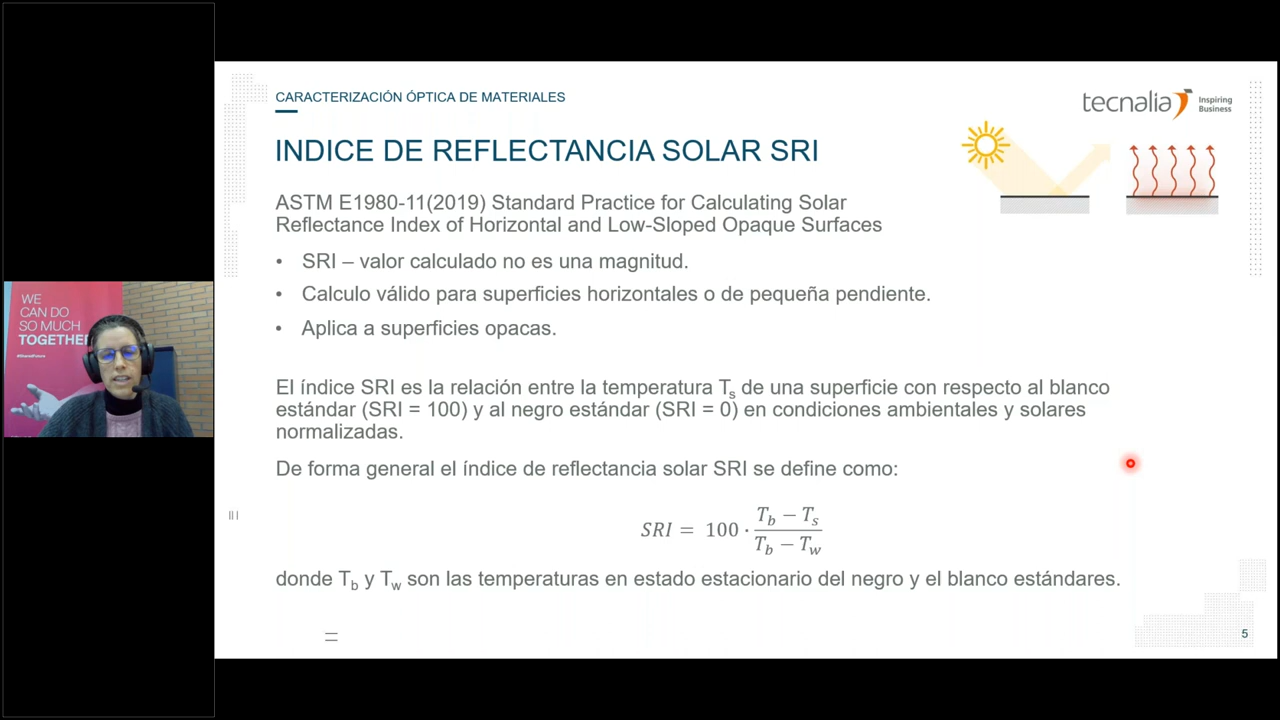 CARACTERIZACIÓN ÓPTICA DE MATERIALES
tecnalia Inspiring Business
INDICE DE REFLECTANCIA SOLAR SRI
ASTM E1980-11(2019) Standard Practice for Calculating Solar
Reflectance Index of Horizontal and Low-Sloped Opaque Surfaces
• SRI – valor calculado no es una magnitud.
• Calculo válido para superficies horizontales o de pequeña pendiente.
• Aplica a superficies opacas.
WE
CAN DO
SO MUCH
TOGETHER
El índice SRI es la relación entre la temperatura Ts de una superficie con respecto al blanco
estándar (SRI = 100) y al negro estándar (SRI = 0) en condiciones ambientales y solares
normalizadas.
De forma general el índice de reflectancia solar SRI se define como:
SRI = 100 · (Tb − Ts) / (Tb − Tw)
donde Tb y Tw son las temperaturas en estado estacionario del negro y el blanco estándares.
5